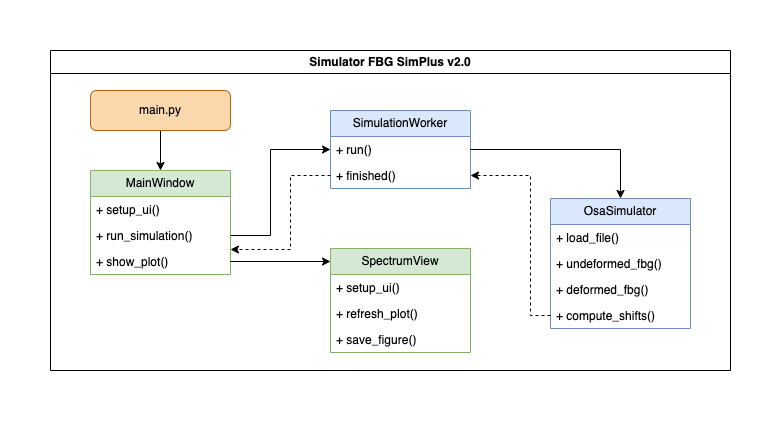 Simulator FBG SimPlus v2.0
main.py
MainWindow
+ setup_ui()
+ run_simulation()
+ show_plot()
SimulationWorker
+ run()
+ finished()
SpectrumView
+ setup_ui()
+ refresh_plot()
+ save_figure()
OsaSimulator
+ load_file()
+ undeformed_fbg()
+ deformed_fbg()
+ compute_shifts()